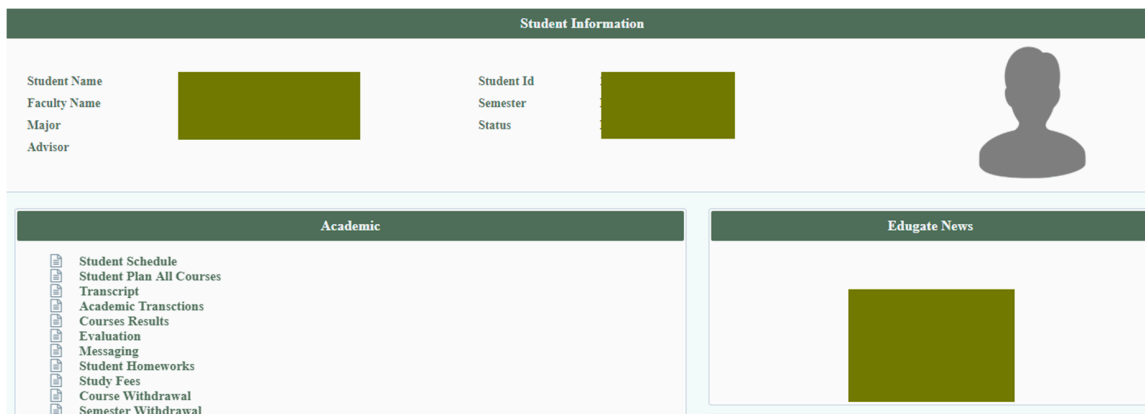 Student Information
Student Name
Student Id
Faculty Name
Semester
Major
Status
Advisor
Academic
Edugate News
Student Schedule
Student Plan All Courses
Transcript
Academic Transctions
Courses Results
Evaluation
Messaging
Student Homeworks
Study Fees
Course Withdrawal
Semester Withdrawal